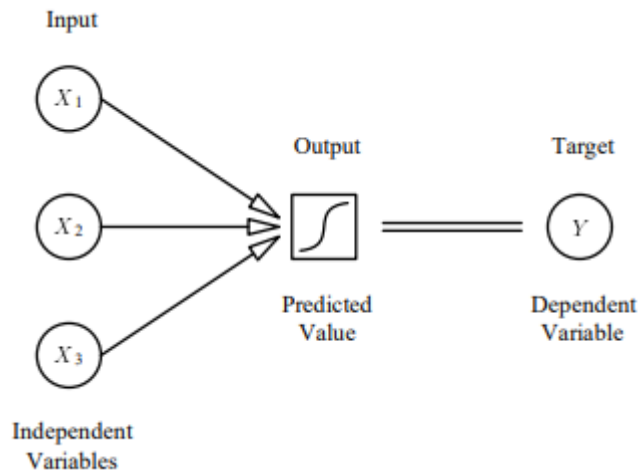 Input
X1
Output
Target
X2
Y
Predicted
Value
Dependent
Variable
X3
Independent
Variables